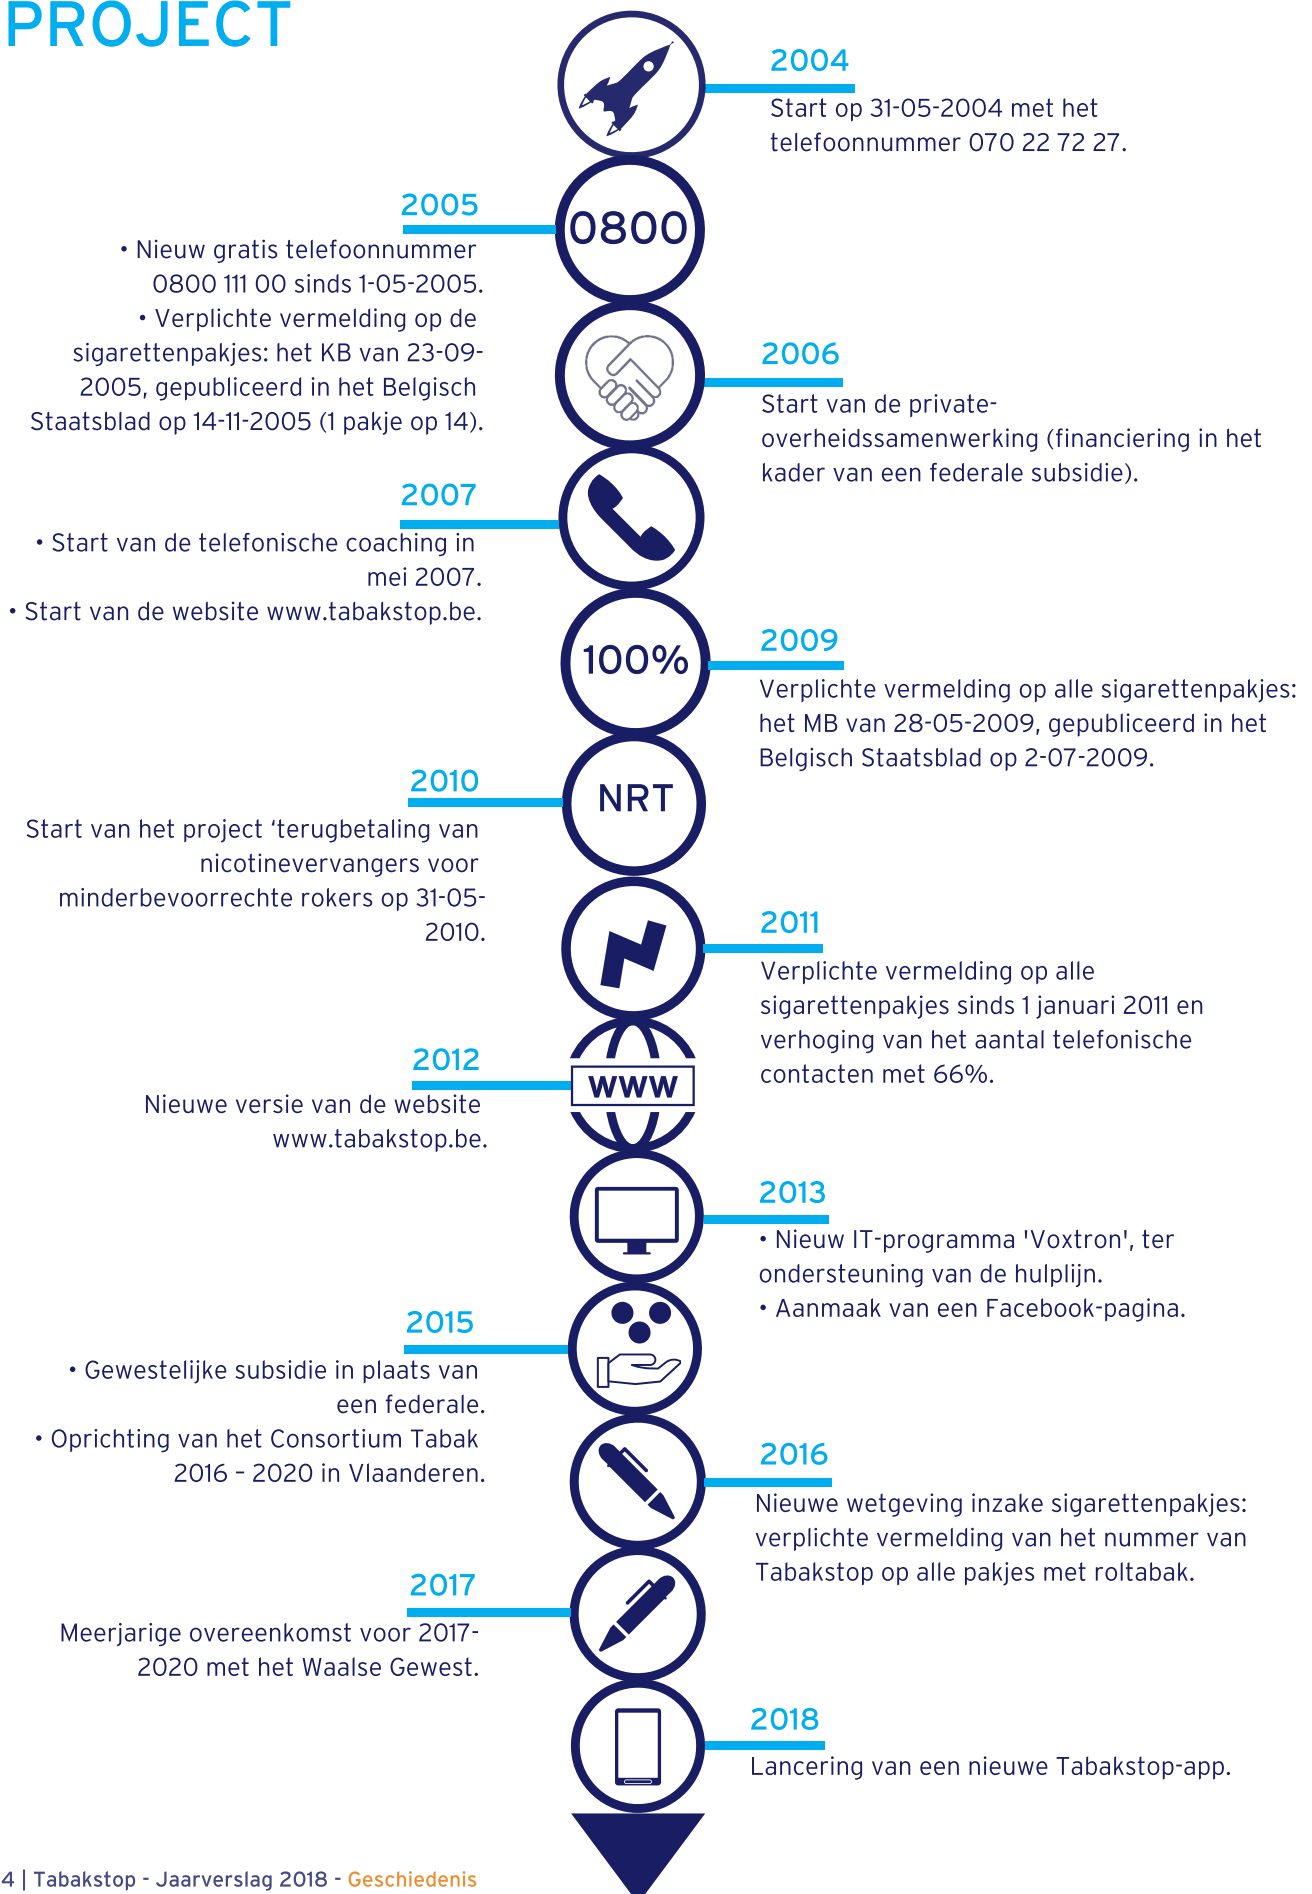 PROJECT
2004
Start op 31-05-2004 met het
telefoonnummer 070 22 72 27.
2005
0800
• Nieuw gratis telefoonnummer
0800 111 00 sinds 1-05-2005.
• Verplichte vermelding op de
sigarettenpakjes: het KB van 23-09-
2005, gepubliceerd in het Belgisch
Staatsblad op 14-11-2005 (1 pakje op 14).
2006
Start van de private-
overheidssamenwerking (financiering in het
kader van een federale subsidie).
2007
• Start van de telefonische coaching in
mei 2007.
• Start van de website www.tabakstop.be.
100%
2009
Verplichte vermelding op alle sigarettenpakjes:
het MB van 28-05-2009, gepubliceerd in het
Belgisch Staatsblad op 2-07-2009.
2010
NRT
Start van het project ‘terugbetaling van
nicotinevervangers voor
minderbevoorrechte rokers op 31-05-
2010.
2011
Verplichte vermelding op alle
sigarettenpakjes sinds 1 januari 2011 en
verhoging van het aantal telefonische
contacten met 66%.
2012
WWW
Nieuwe versie van de website
www.tabakstop.be.
2013
• Nieuw IT-programma 'Voxtron', ter
ondersteuning van de hulplijn.
• Aanmaak van een Facebook-pagina.
2015
• Gewestelijke subsidie in plaats van
een federale.
• Oprichting van het Consortium Tabak
2016 – 2020 in Vlaanderen.
2016
Nieuwe wetgeving inzake sigarettenpakjes:
verplichte vermelding van het nummer van
Tabakstop op alle pakjes met roltabak.
2017
Meerjarige overeenkomst voor 2017-
2020 met het Waalse Gewest.
2018
Lancering van een nieuwe Tabakstop-app.
4 | Tabakstop - Jaarverslag 2018 - Geschiedenis